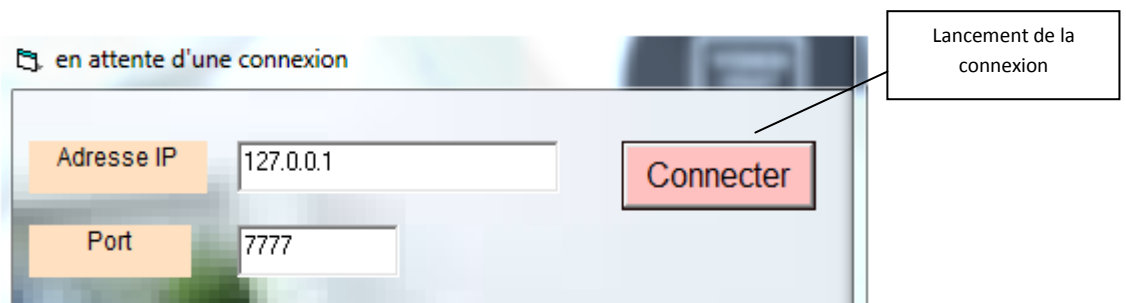 Lancement de la
connexion
en attente d'une connexion
Adresse IP
127.0.0.1
Connecter
Port
7777